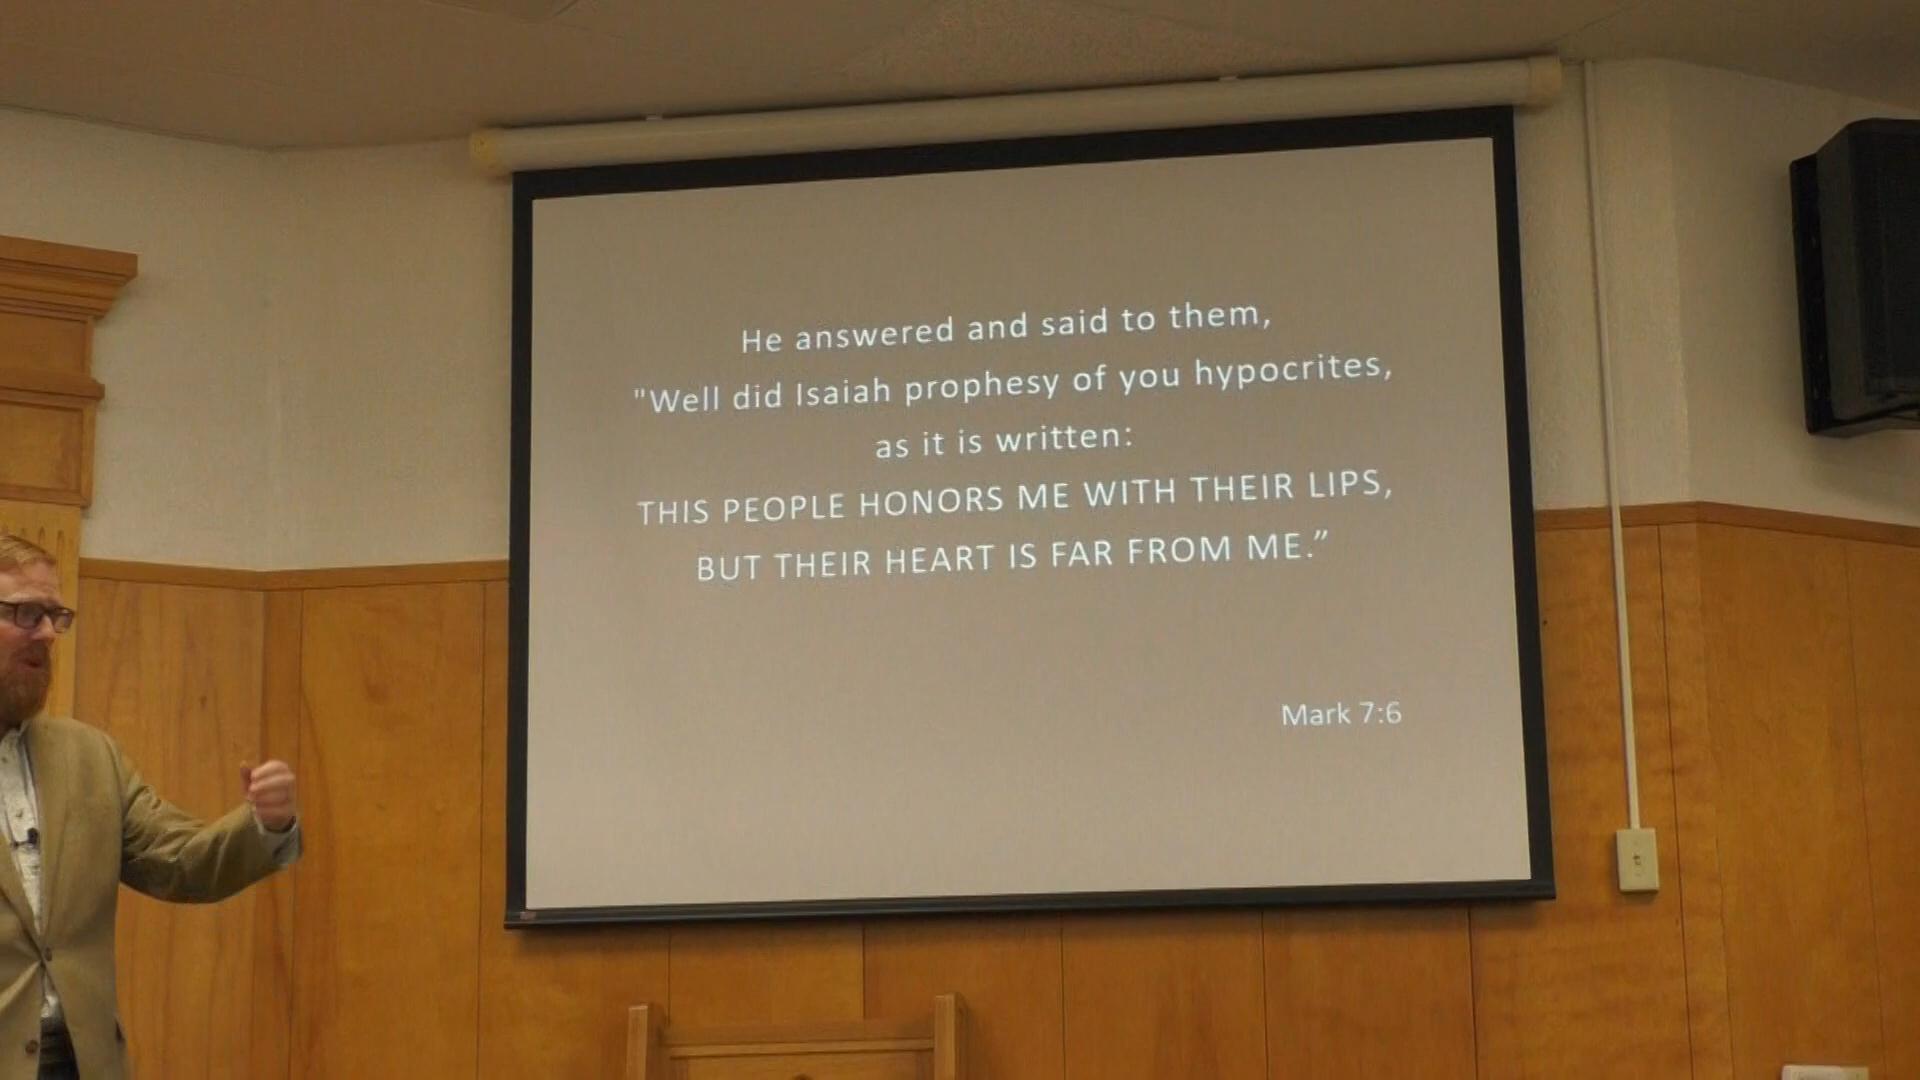 He answered and said to them,
"Well did Isaiah prophesy of you hypocrites,
as it is written:
THIS PEOPLE HONORS ME WITH THEIR LIPS,
BUT THEIR HEART IS FAR FROM ME.”
Mark 7:6